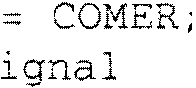 = COMER;
ignal